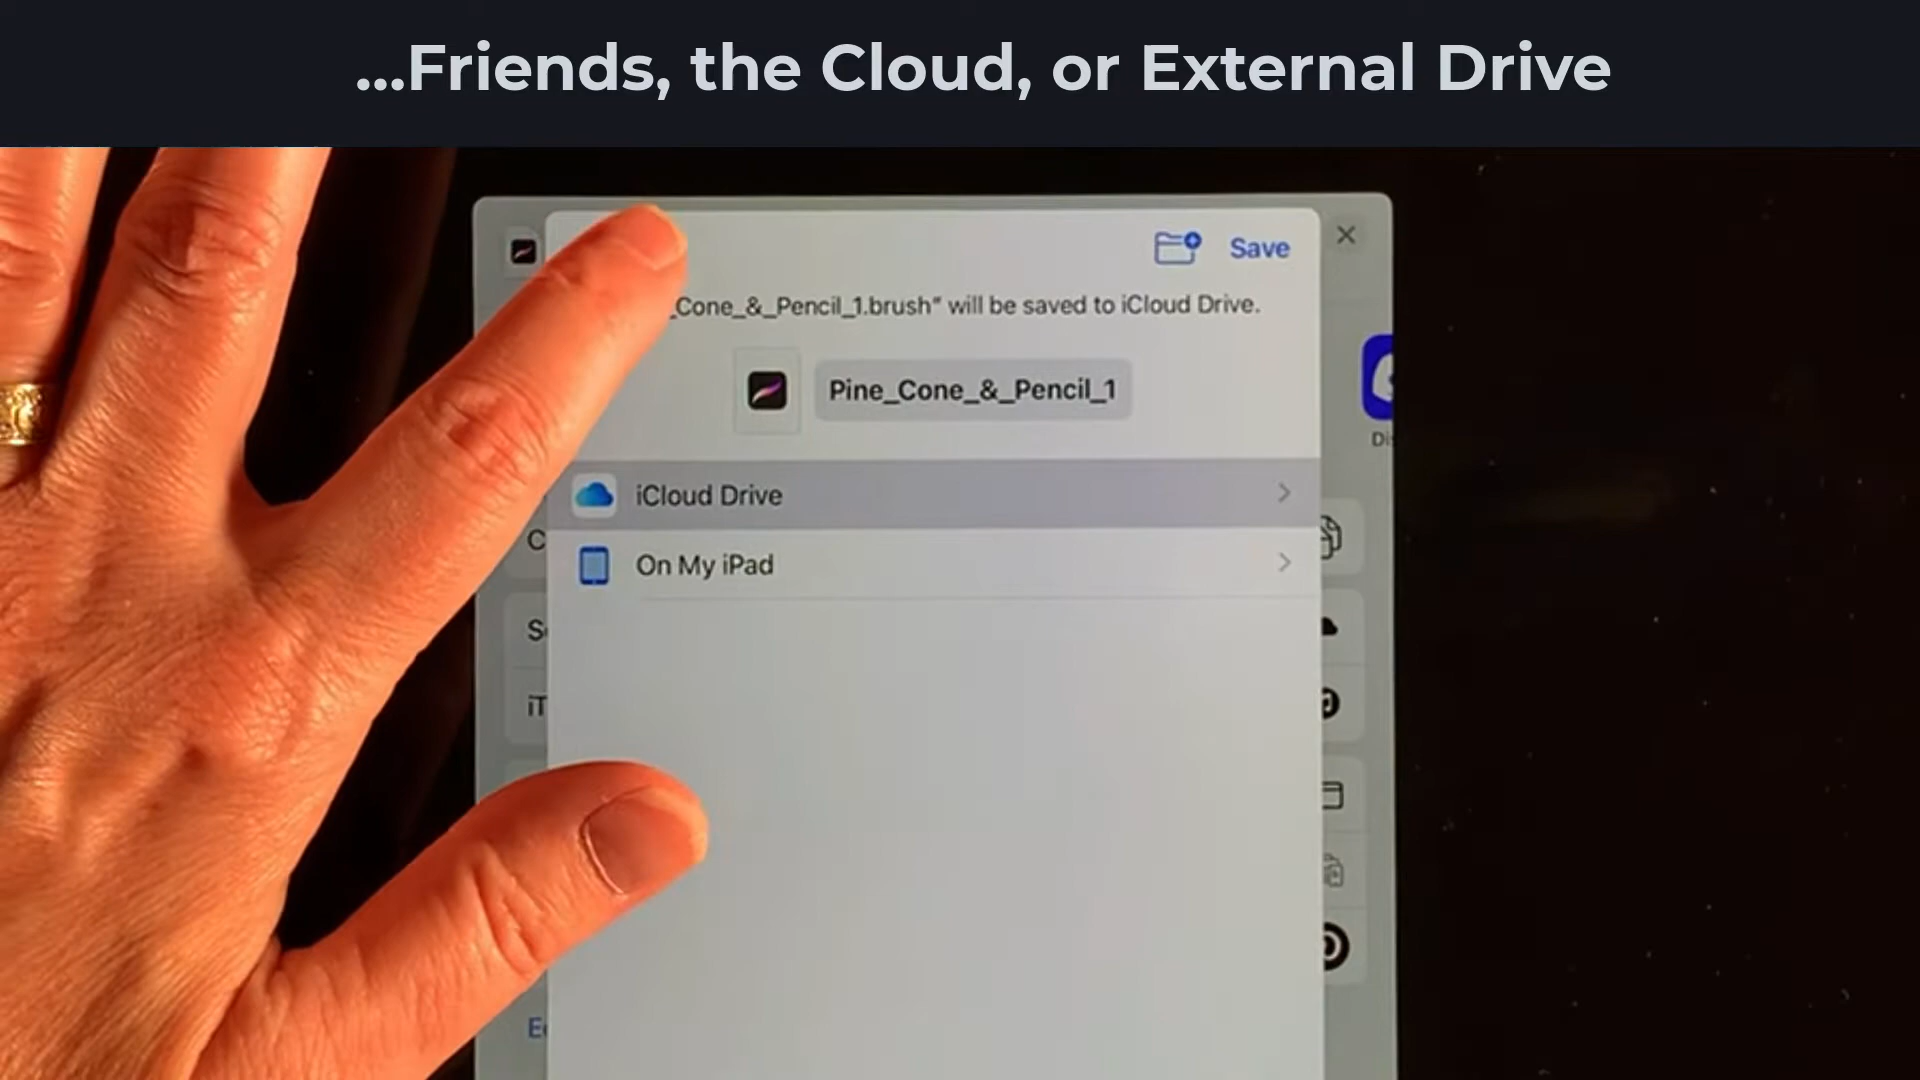 ...Friends, the Cloud, or External Drive
Save
_Cone_&_Pencil_1.brush" will be saved to iCloud Drive.
Pine_Cone_&_Pencil_1
iCloud Drive
On My iPad